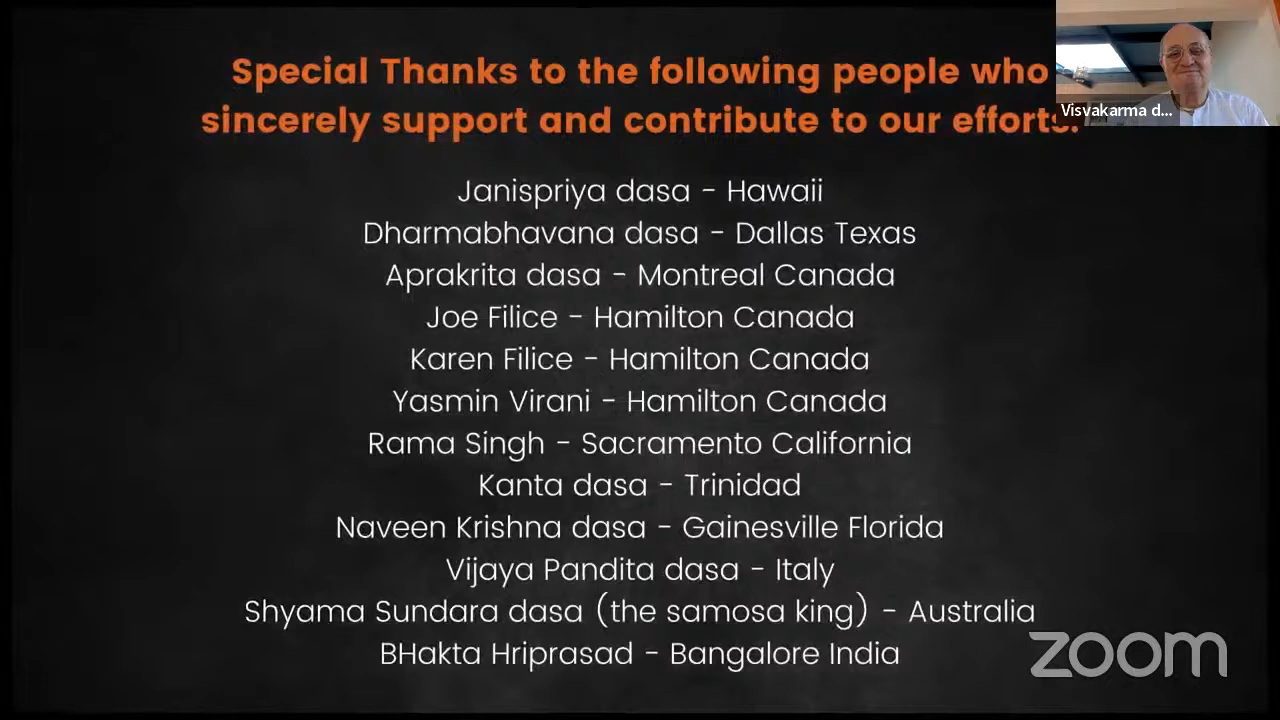 Special Thanks to the following people who
sincerely support and contribute to our efforts.
Visvakarma d...
Janispriya dasa - Hawaii
Dharmabhavana dasa - Dallas Texas
Aprakrita dasa - Montreal Canada
Joe Filice - Hamilton Canada
Karen Filice - Hamilton Canada
Yasmin Virani - Hamilton Canada
Rama Singh - Sacramento California
Kanta dasa - Trinidad
Naveen Krishna dasa - Gainesville Florida
Vijaya Pandita dasa - Italy
Shyama Sundara dasa (the samosa king) - Australia
BHakta Hriprasad - Bangalore India
zoom